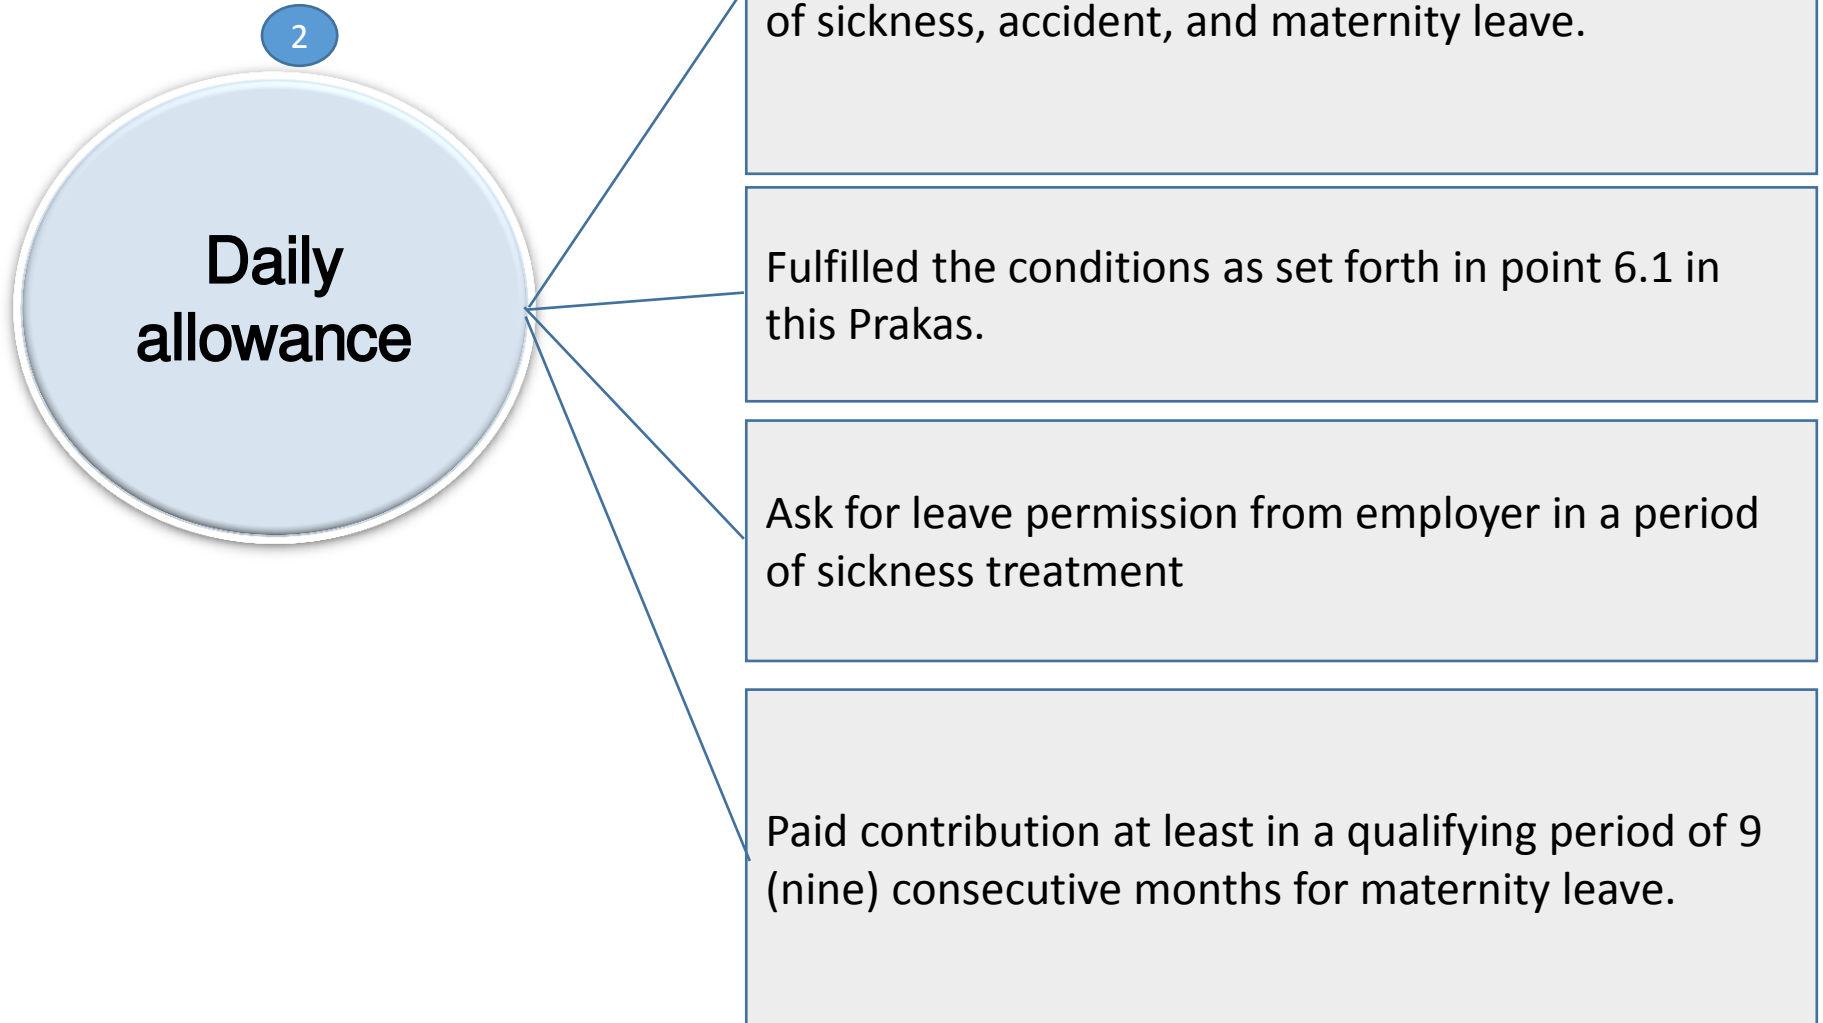 2
Daily
allowance
of sickness, accident, and maternity leave.
Fulfilled the conditions as set forth in point 6.1 in
this Prakas.
Ask for leave permission from employer in a period
of sickness treatment
Paid contribution at least in a qualifying period of 9
(nine) consecutive months for maternity leave.